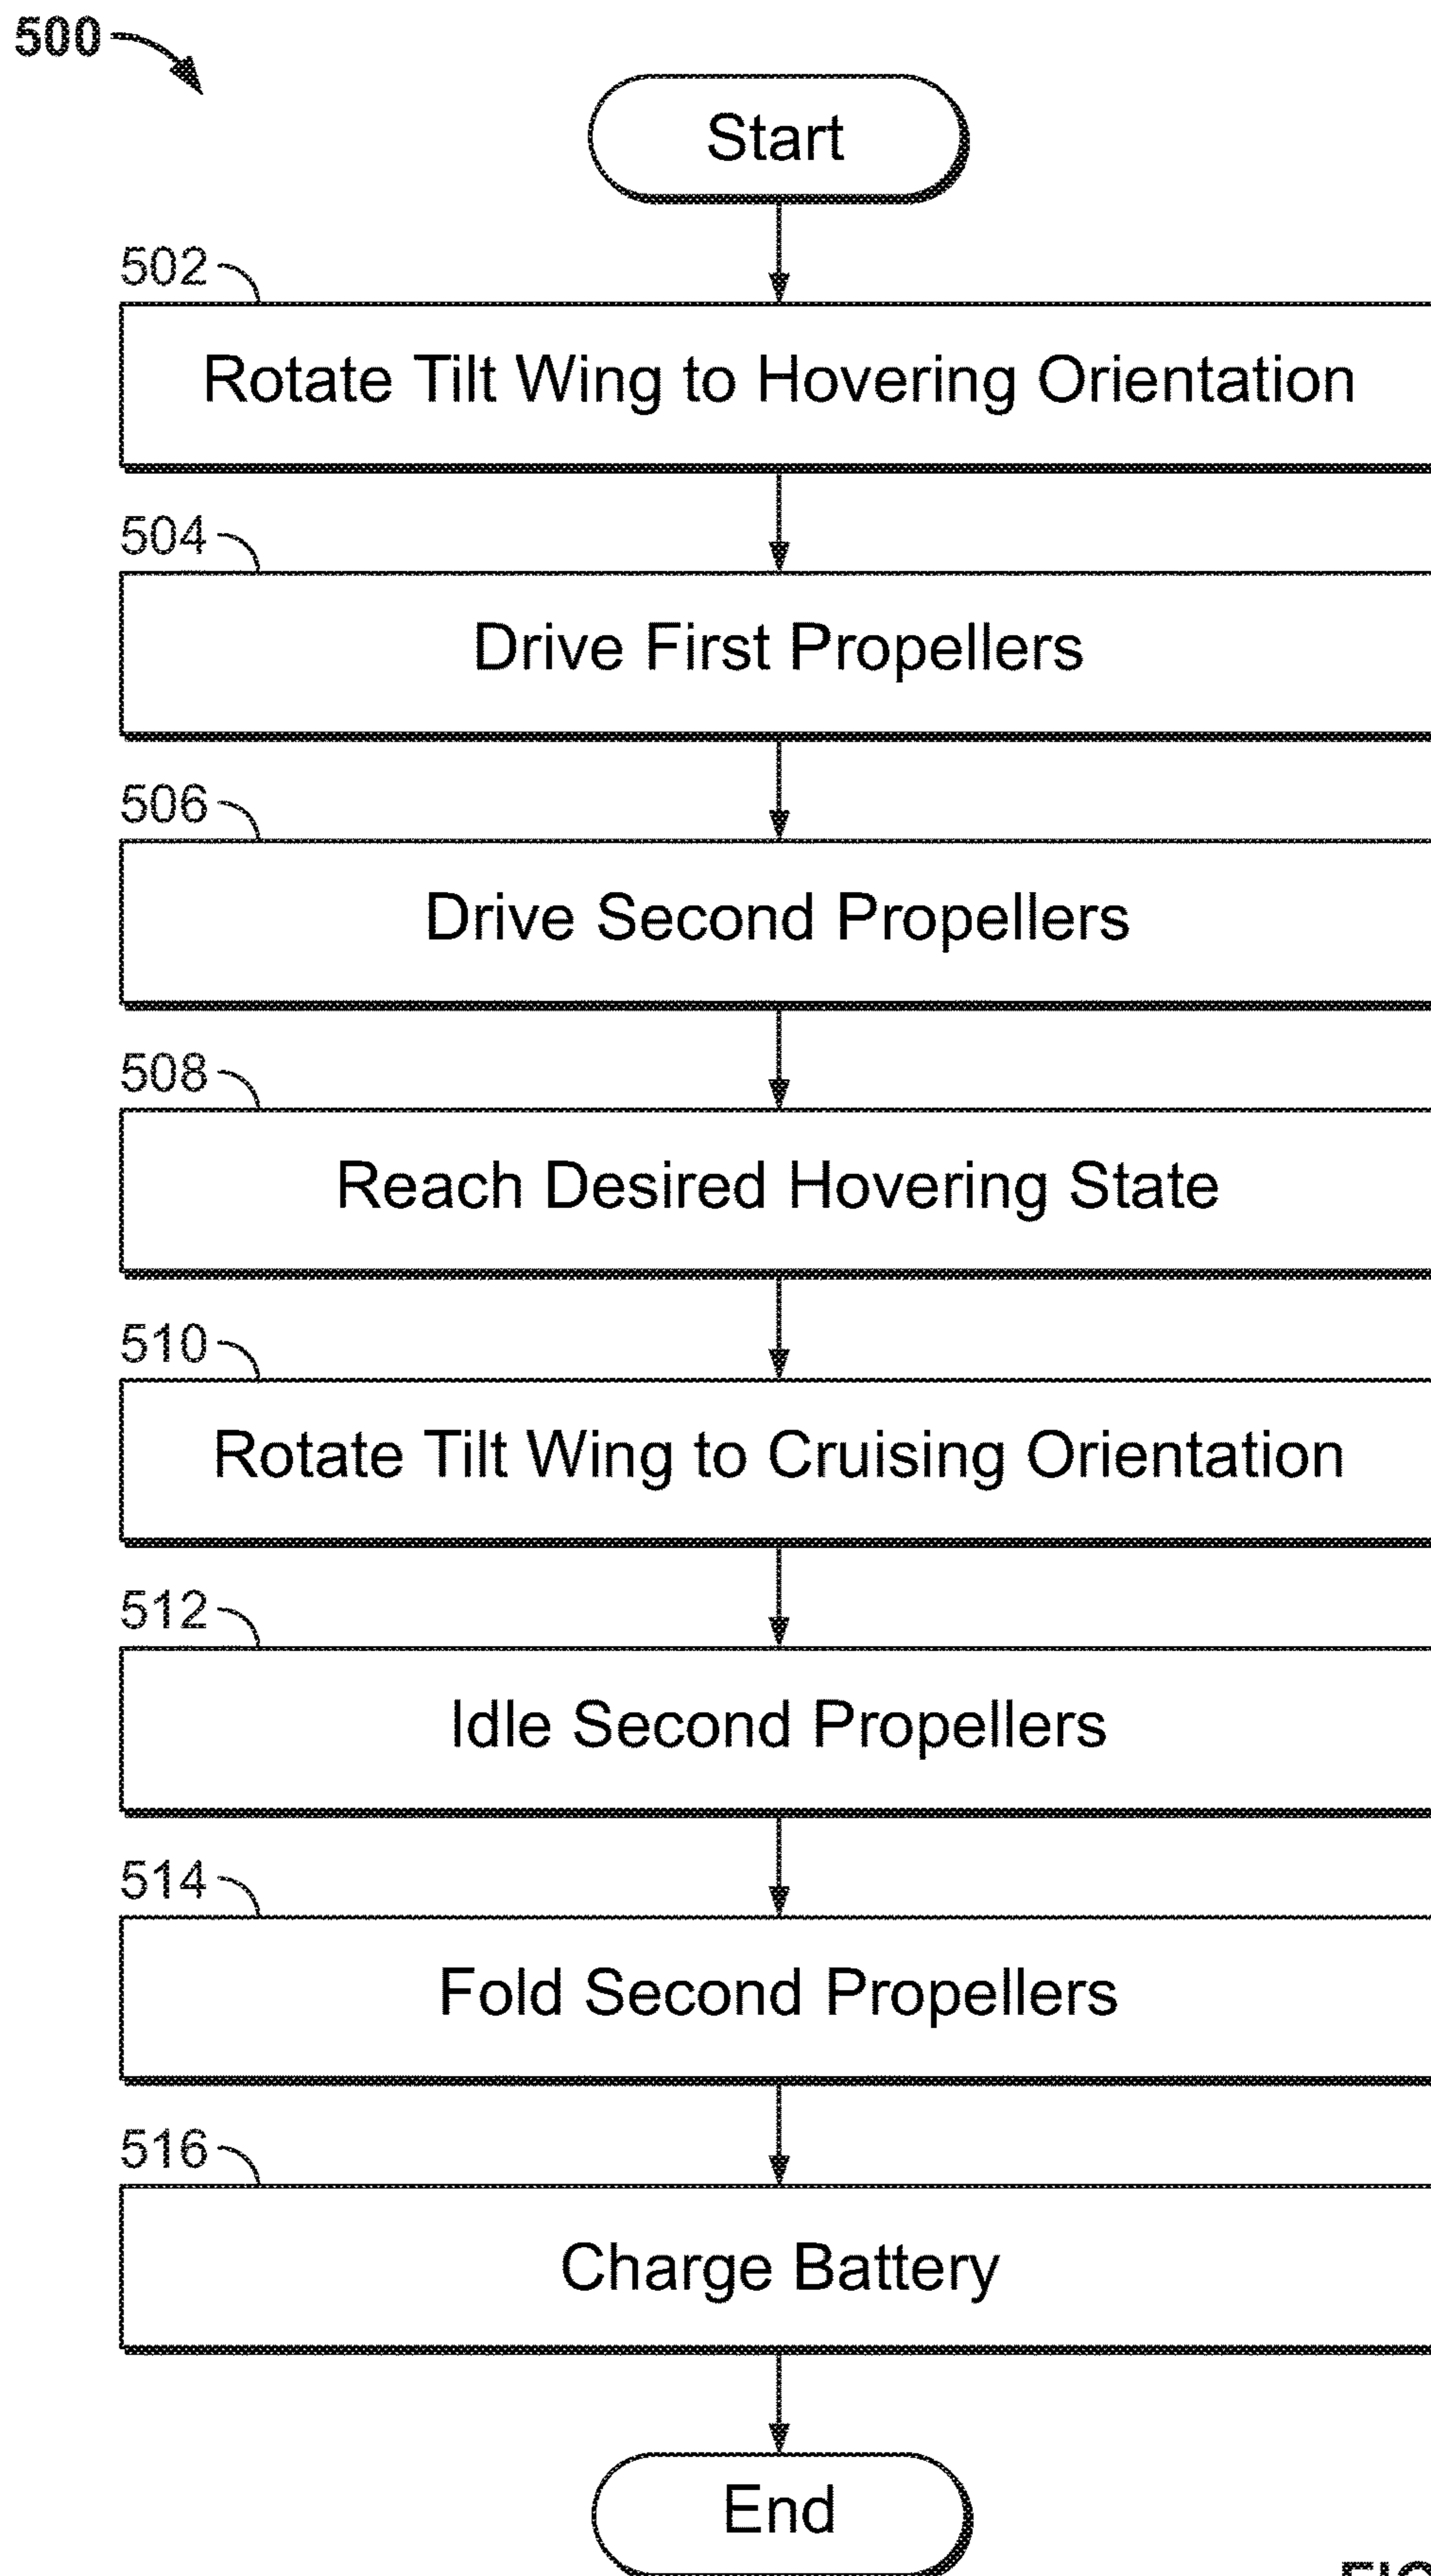 500
Start
502
Rotate Tilt Wing to Hovering Orientation
504
Drive First Propellers
506
Drive Second Propellers
508
Reach Desired Hovering State
510
Rotate Tilt Wing to Cruising Orientation
512
Idle Second Propellers
514
Fold Second Propellers
516
Charge Battery
End